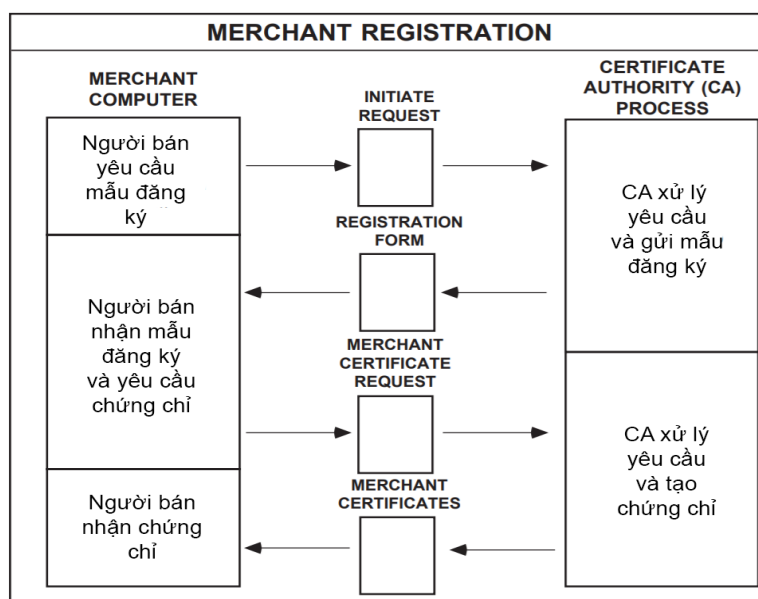 MERCHANT REGISTRATION
MERCHANT
COMPUTER
CERTIFICATE
AUTHORITY (CA)
PROCESS
INITIATE
REQUEST
Người bán
yêu cầu
mẫu đăng
ký
CA xử lý
yêu cầu
và gửi mẫu
đăng ký
REGISTRATION
FORM
Người bán
nhận mẫu
đăng ký
và yêu cầu
chứng chỉ
MERCHANT
CERTIFICATE
REQUEST
CA xử lý
yêu cầu
và tạo
chứng chỉ
MERCHANT
CERTIFICATES
Người bán
nhận chứng
chỉ